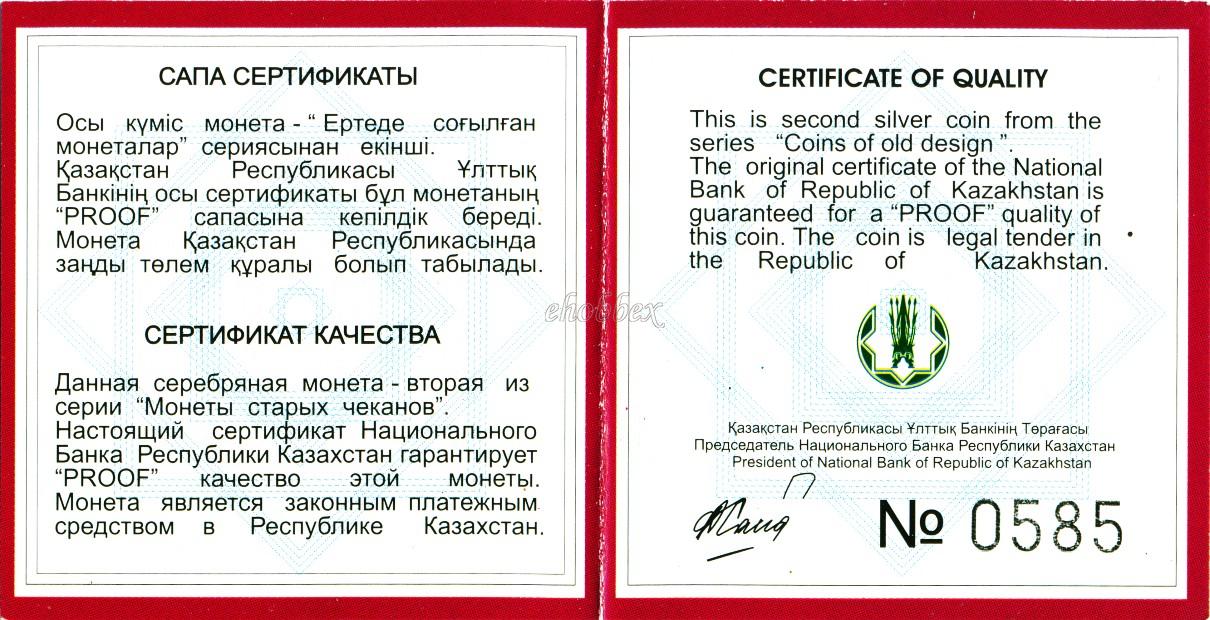 САПА СЕРТИФИКАТЫ
Осы күміс монета - “ Ертеде соғылған
монеталар” сериясынан екінші.
Қазақстан Республикасы Ұлттық
Банкінің осы сертификаты бұл монетаның
“PROOF” сапасына кепілдік береді.
Монета Қазақстан Республикасында
заңды төлем құралы болып табылады.
СЕРТИФИКАТ КАЧЕСТВА
Данная серебряная монета - вторая из
серии “Монеты старых чеканов”.
Настоящий сертификат Национального
Банка Республики Казахстан гарантирует
“PROOF” качество этой монеты.
Монета является законным платежным
средством в Республике Казахстан.
CERTIFICATE OF QUALITY
This is second silver coin from the
series “Coins of old design ”.
The original certificate of the National
Bank of Republic of Kazakhstan is
guaranteed for a “PROOF” quality of
this coin. The coin is legal tender in
the Republic of Kazakhstan.
Қазақстан Республикасы Ұлттық Банкінің Төрағасы
Председатель Национального Банка Республики Казахстан
President of National Bank of Republic of Kazakhstan
№ 0585
ehobbex